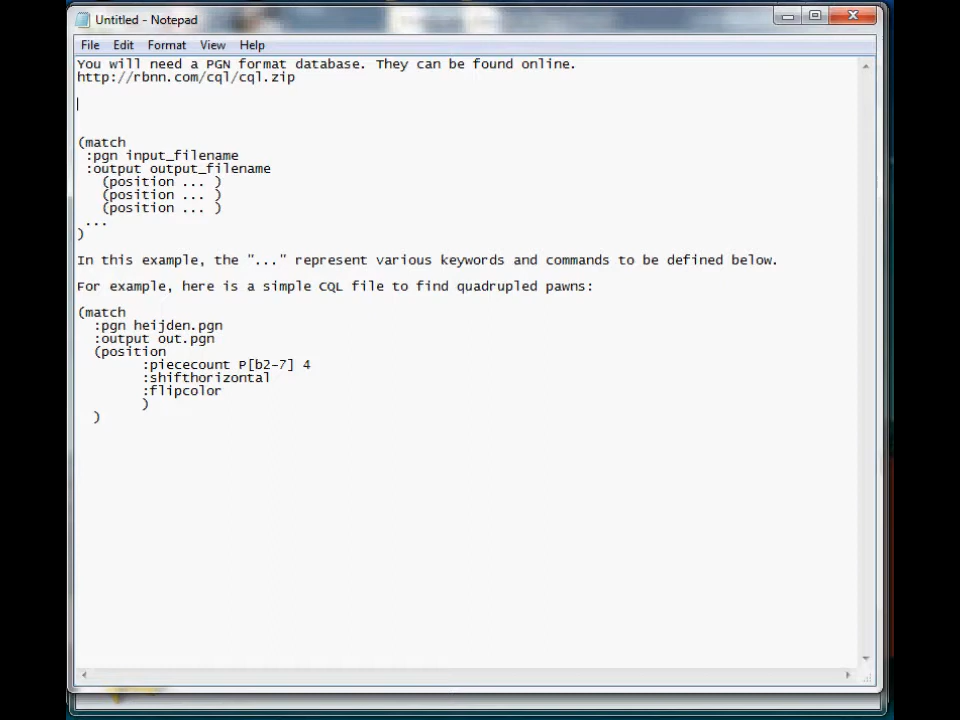 Untitled - Notepad
File Edit Format View Help
You will need a PGN format database. They can be found online.
http://rbnn.com/cql/cql.zip
(match
:pgn input_filename
:output output_filename
(position ... )
(position ... )
(position ... )
...
)
In this example, the "..." represent various keywords and commands to be defined below.
For example, here is a simple CQL file to find quadrupled pawns:
(match
:pgn heijden.pgn
:output out.pgn
(position
:piececount P[b2-7] 4
:shifthorizontal
:flipcolor
)
)